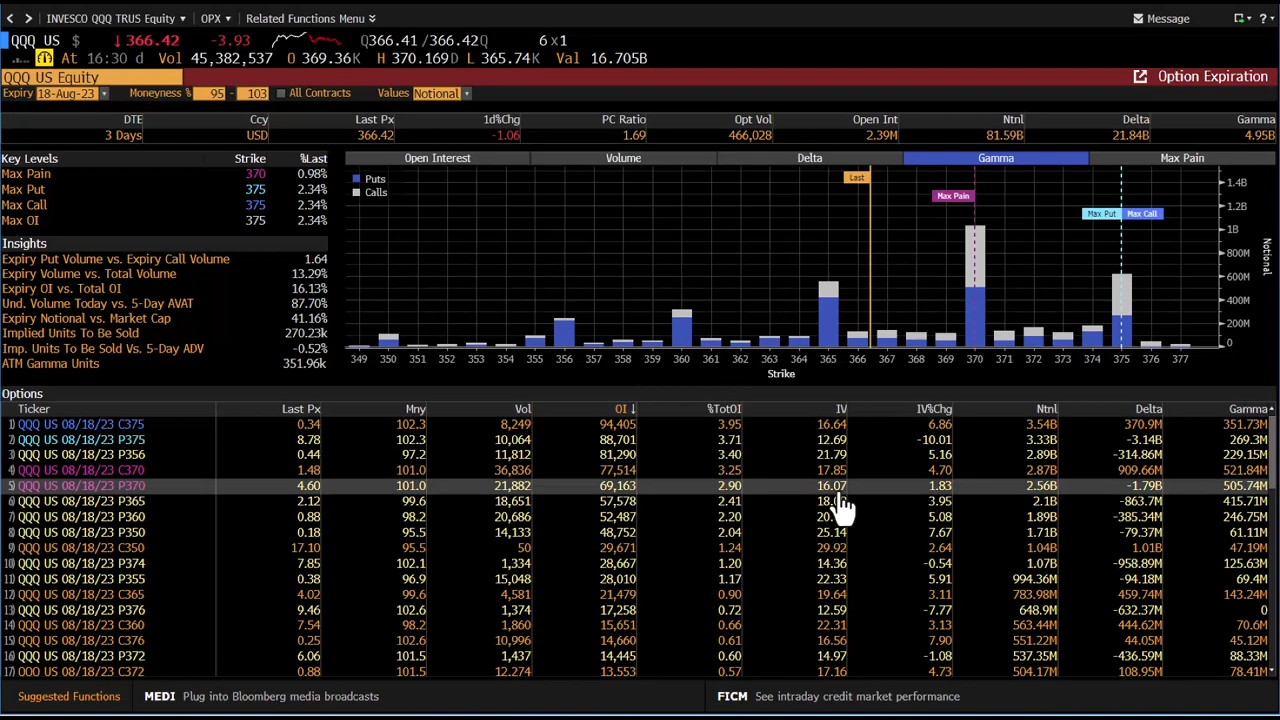 INVESCO QQQ TRUS Equity OPX Related Functions Menu Message ?
QQQ US $ 366.42 -3.93 Q366.41/366.42Q 6x1
At 16:30 d Vol 45,382,537 O 369.36K H 370.169D L 365.74K Val 16.705B
QQQ US Equity Option Expiration
Expiry 18-Aug-23 Moneyness % 95 - 103 All Contracts Values Notional
DTE Ccy Last Px 1d%Chg PC Ratio Opt Vol Open Int Ntnl Delta Gamma
3 Days USD 366.42 -1.06 1.69 466,028 2.39M 81.59B 21.84B 4.95B
Key Levels Strike %Last
Max Pain 370 0.98%
Max Put 375 2.34%
Max Call 375 2.34%
Max OI 375 2.34%
Insights
Expiry Put Volume vs. Expiry Call Volume 1.64
Expiry Volume vs. Total Volume 13.29%
Expiry OI vs. Total OI 16.13%
Und. Volume Today vs. 5-Day AVAT 87.70%
Expiry Notional vs. Market Cap 41.16%
Implied Units To Be Sold 270.23k
Imp. Units To Be Sold Vs. 5-Day ADV -0.52%
ATM Gamma Units 351.96k
Open Interest Volume Delta Gamma Max Pain
Puts
Calls
Last
Max Pain
Max Put Max Call
1.4B
1.2B
1B
800M
600M
400M
200M
0
Notional
349 350 351 352 353 354 355 356 357 358 359 360 361 362 363 364 365 366 367 368 369 370 371 372 373 374 375 376 377
Strike
Options
Ticker Last Px Mny Vol OI %TotOI IV IV%Chg Ntnl Delta Gamma
1) QQQ US 08/18/23 C375 0.34 102.3 8,249 94,405 3.95 16.64 6.86 3.54B 370.9M 351.73M
2) QQQ US 08/18/23 P375 8.78 102.3 10,064 88,701 3.71 12.69 -10.01 3.33B -3.14B 269.3M
3) QQQ US 08/18/23 P356 0.44 97.2 11,812 81,290 3.40 21.79 5.16 2.89B -314.86M 229.15M
4) QQQ US 08/18/23 C370 1.48 101.0 36,836 77,514 3.25 17.85 4.70 2.87B 909.66M 521.84M
5) QQQ US 08/18/23 P370 4.60 101.0 21,882 69,163 2.90 16.07 1.83 2.56B -1.79B 505.74M
6) QQQ US 08/18/23 P365 2.12 99.6 18,651 57,578 2.41 3.95 2.1B -863.7M 415.71M
7) QQQ US 08/18/23 P360 0.88 98.2 20,686 52,487 2.20 5.08 1.89B -385.34M 246.75M
8) QQQ US 08/18/23 P350 0.18 95.5 14,133 48,752 2.04 25.14 7.67 1.71B -79.37M 61.11M
9) QQQ US 08/18/23 C350 17.10 95.5 50 29,671 1.24 29.92 2.64 1.04B 1.01B 47.19M
10) QQQ US 08/18/23 P374 7.85 102.1 1,334 28,667 1.20 14.36 -0.54 1.07B -958.89M 125.63M
11) QQQ US 08/18/23 P355 0.38 96.9 15,048 28,010 1.17 22.33 5.91 994.36M -94.18M 69.4M
12) QQQ US 08/18/23 C365 4.02 99.6 4,581 21,479 0.90 19.64 3.11 783.98M 459.74M 143.24M
13) QQQ US 08/18/23 P376 9.46 102.6 1,374 17,258 0.72 12.59 -7.77 648.9M -632.37M 0
14) QQQ US 08/18/23 C360 7.54 98.2 1,860 15,651 0.66 22.31 3.13 563.44M 444.62M 70.6M
15) QQQ US 08/18/23 C376 0.25 102.6 10,996 14,660 0.61 16.56 7.90 551.22M 44.05M 45.12M
16) QQQ US 08/18/23 P372 6.06 101.5 1,437 14,445 0.60 14.97 -1.08 537.35M -436.59M 88.33M
17) QQQ US 08/18/23 C372 0.88 101.5 12,274 13,553 0.57 17.16 4.20 504.17M 108.95M 78.41M
Suggested Functions MEDI Plug into Bloomberg media broadcasts FICM See intraday credit market performance